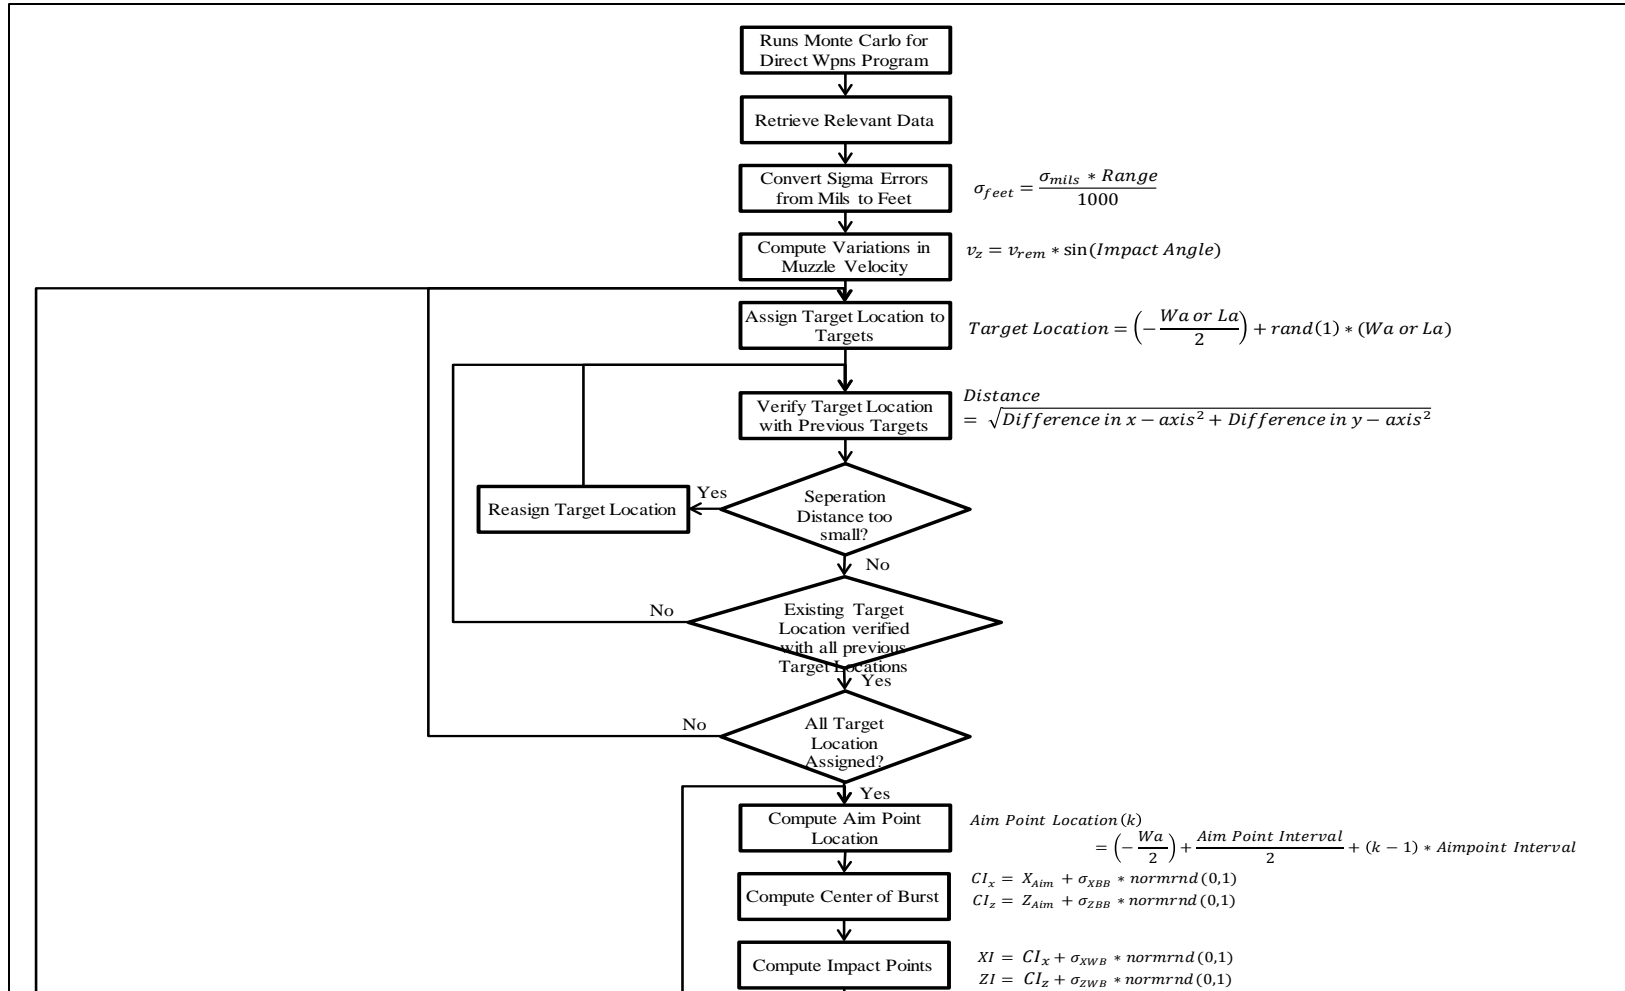 Runs Monte Carlo for
Direct Wpns Program
Retrieve Relevant Data
Convert Sigma Errors
from Mils to Feet
σ_feet = σ_mils * Range / 1000
Compute Variations in
Muzzle Velocity
v_z = v_rem * sin(Impact Angle)
Assign Target Location to
Targets
Target Location = (− Wa or La / 2) + rand(1) * (Wa or La)
Verify Target Location
with Previous Targets
Distance
= √Difference in x − axis² + Difference in y − axis²
Seperation
Distance too
small?
Yes
Reasign Target Location
No
Existing Target
Location verified
with all previous
Target Locations
No
Yes
All Target
Location
Assigned?
No
Yes
Compute Aim Point
Location
Aim Point Location(k)
= (− Wa / 2) + Aim Point Interval / 2 + (k − 1) * Aimpoint Interval
Compute Center of Burst
CI_x = X_Aim + σ_XBB * normrnd(0,1)
CI_z = Z_Aim + σ_ZBB * normrnd(0,1)
Compute Impact Points
XI = CI_x + σ_XWB * normrnd(0,1)
ZI = CI_z + σ_ZWB * normrnd(0,1)